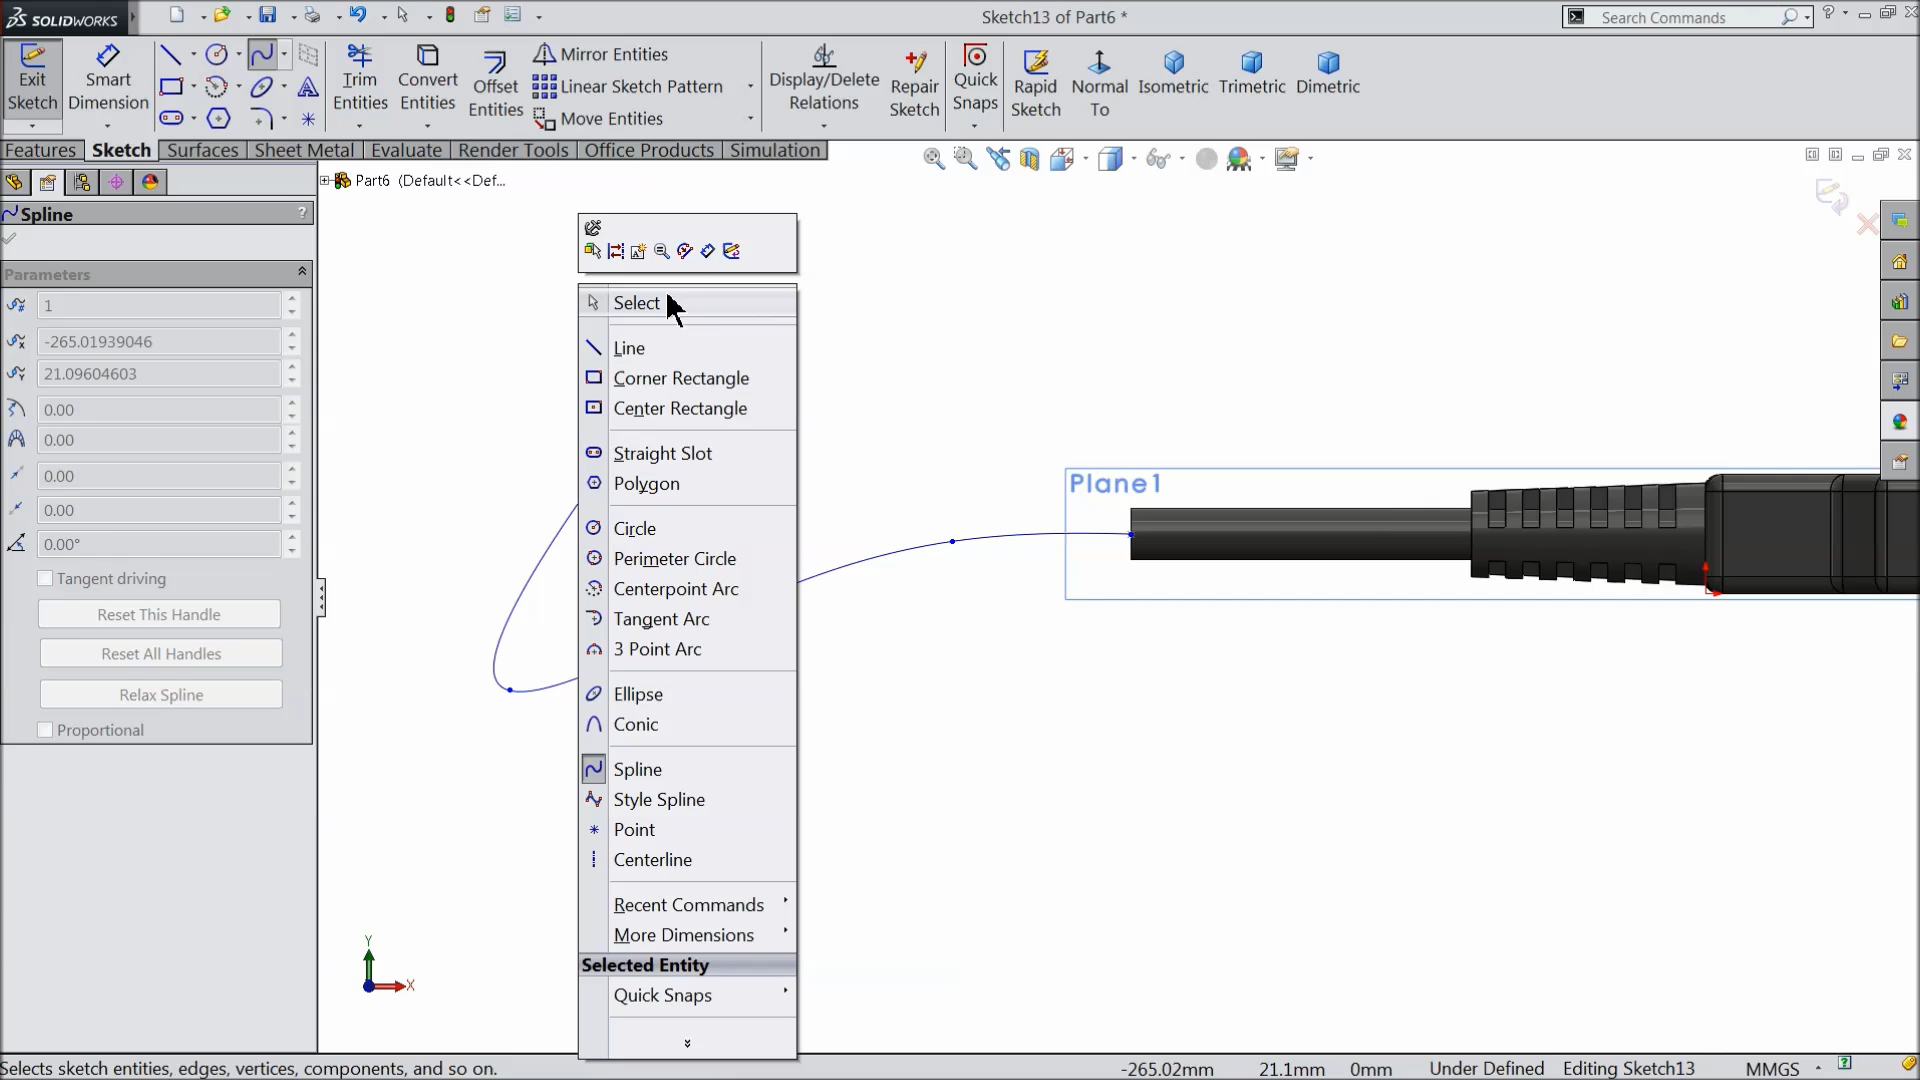 SOLIDWORKS
Sketch13 of Part6 *
Search Commands
Exit Sketch
Smart Dimension
Trim Entities
Convert Entities
Offset Entities
Mirror Entities
Linear Sketch Pattern
Move Entities
Display/Delete Relations
Repair Sketch
Quick Snaps
Rapid Sketch
Normal To
Isometric
Trimetric
Dimetric
Features
Sketch
Surfaces
Sheet Metal
Evaluate
Render Tools
Office Products
Simulation
Part6 (Default<<Def...
Spline
?
Parameters
1
-265.01939046
21.09604603
0.00
0.00
0.00
0.00
0.00°
Tangent driving
Reset This Handle
Reset All Handles
Relax Spline
Proportional
Select
Line
Corner Rectangle
Center Rectangle
Straight Slot
Polygon
Circle
Perimeter Circle
Centerpoint Arc
Tangent Arc
3 Point Arc
Ellipse
Conic
Spline
Style Spline
Point
Centerline
Recent Commands
More Dimensions
Selected Entity
Quick Snaps
Plane1
Y
X
Selects sketch entities, edges, vertices, components, and so on.
-265.02mm
21.1mm
0mm
Under Defined
Editing Sketch13
MMGS